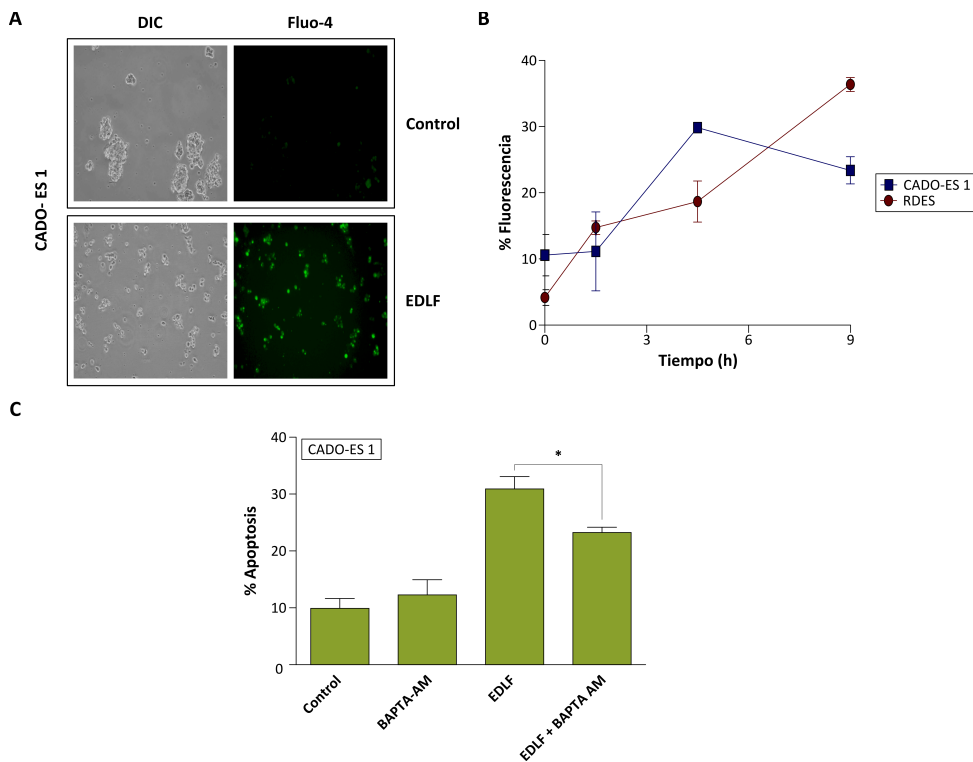 A
DIC
Fluo-4
CADO- ES 1
Control
EDLF
B
40
30
20
10
0
% Fluorescencia
0
3
6
9
Tiempo (h)
CADO-ES 1
RDES
C
CADO-ES 1
40
30
20
10
0
% Apoptosis
*
Control
BAPTA-AM
EDLF
EDLF + BAPTA AM